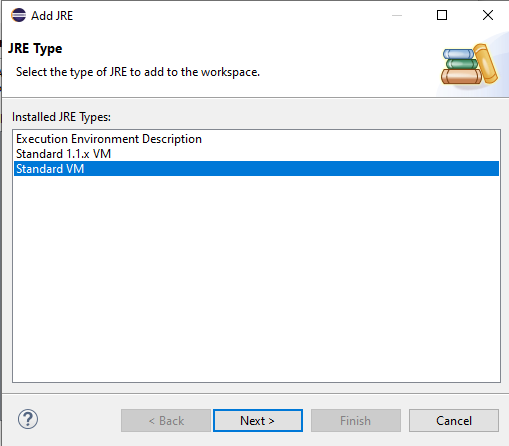 Add JRE
JRE Type
Select the type of JRE to add to the workspace.
Installed JRE Types:
Execution Environment Description
Standard 1.1.x VM
Standard VM
?
< Back
Next >
Finish
Cancel